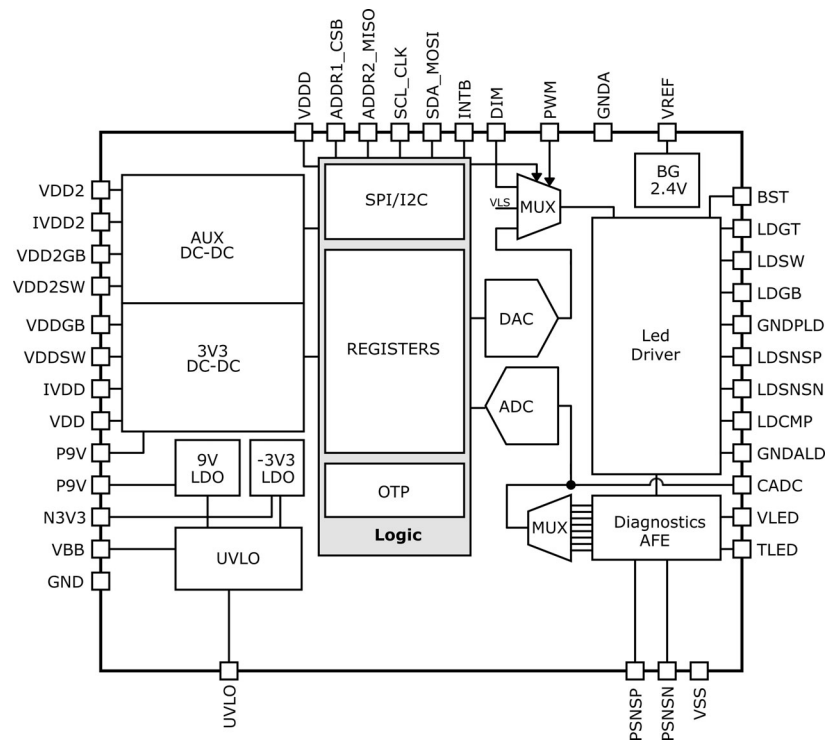 VDDD
ADDR1_CSB
ADDR2_MISO
SCL_CLK
SDA_MOSI
INTB
DIM
PWM
GNDA
VREF
VDD2
IVDD2
VDD2GB
VDD2SW
VDDGB
VDDSW
IVDD
VDD
P9V
P9V
N3V3
VBB
GND
AUX
DC-DC
3V3
DC-DC
9V
LDO
-3V3
LDO
UVLO
SPI/I2C
REGISTERS
OTP
Logic
VLS
MUX
DAC
ADC
MUX
BG
2.4V
Led
Driver
Diagnostics
AFE
BST
LDGT
LDSW
LDGB
GNDPLD
LDSNSP
LDSNSN
LDCMP
GNDALD
CADC
VLED
TLED
UVLO
PSNSP
PSNSN
VSS